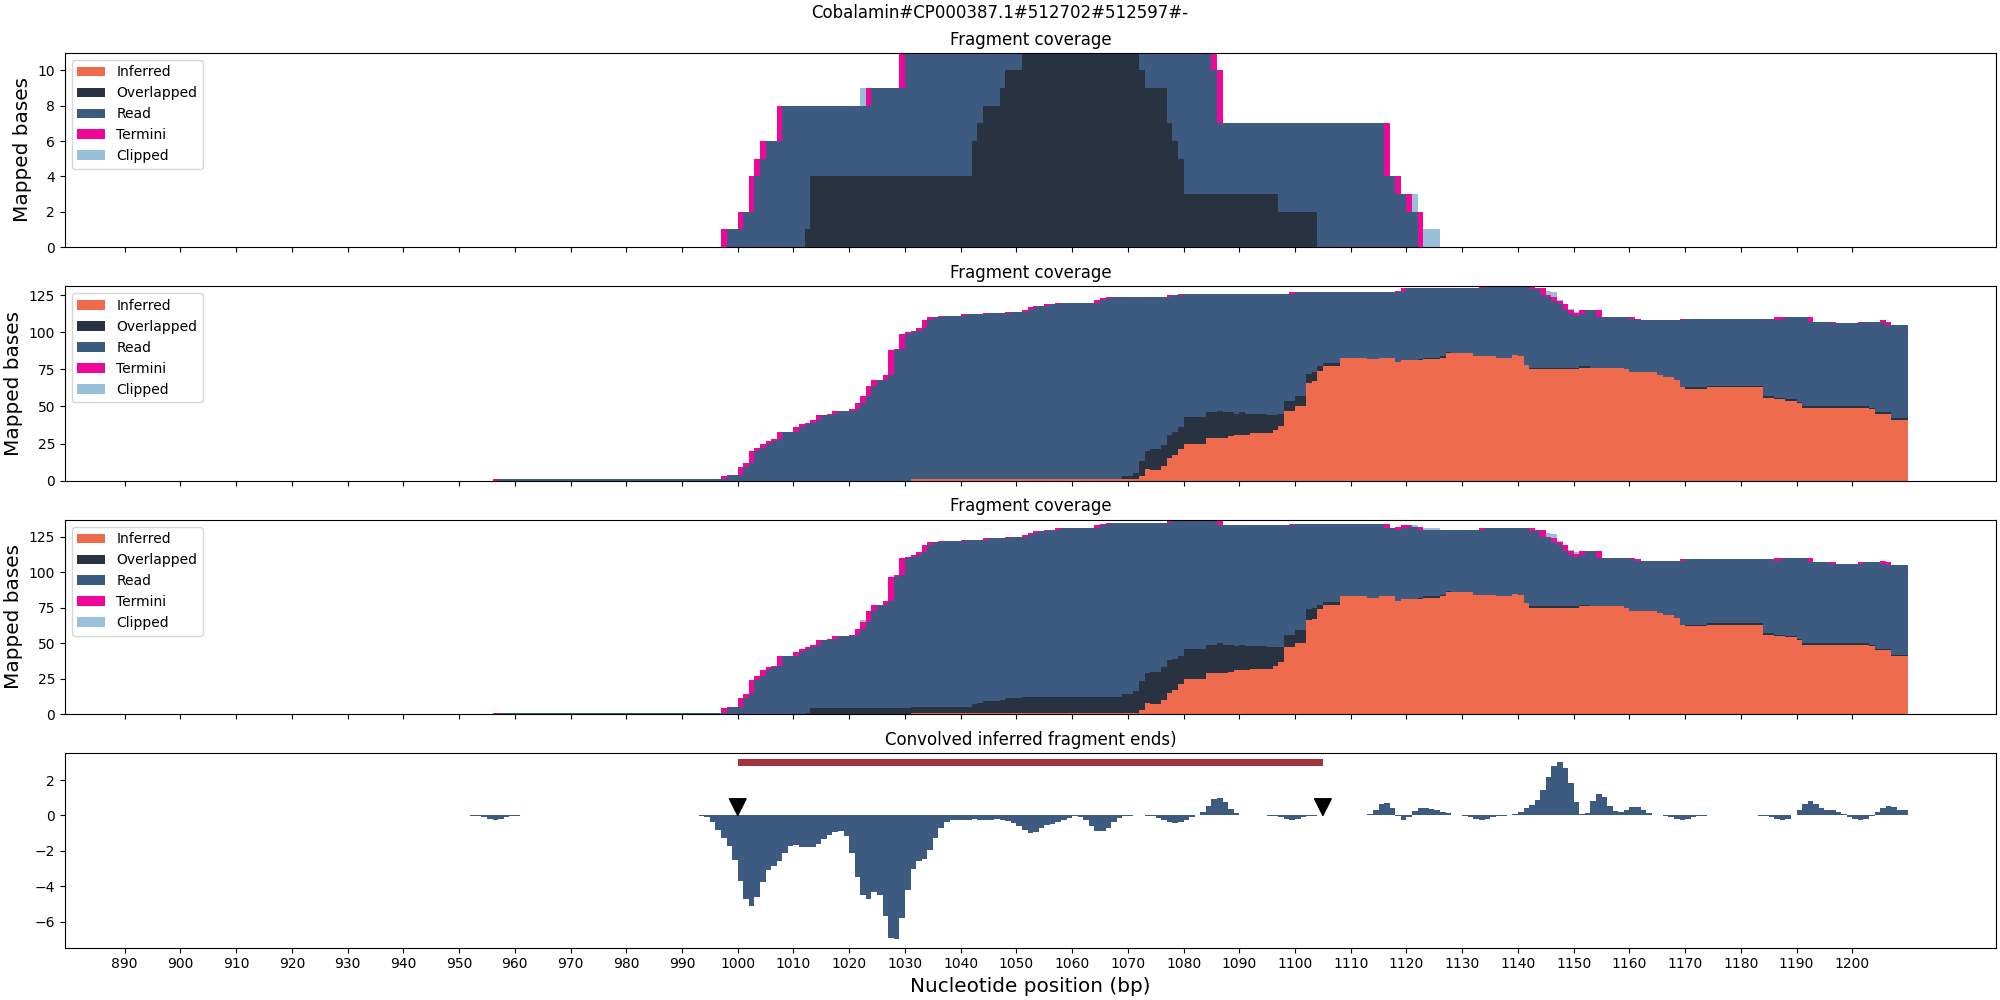 Cobalamin#CP000387.1#512702#512597#-
Fragment coverage
Mapped bases
10
8
6
4
2
0
Inferred
Overlapped
Read
Termini
Clipped
Fragment coverage
Mapped bases
125
100
75
50
25
0
Inferred
Overlapped
Read
Termini
Clipped
Fragment coverage
Mapped bases
125
100
75
50
25
0
Inferred
Overlapped
Read
Termini
Clipped
Convolved inferred fragment ends)
2
0
−2
−4
−6
890 900 910 920 930 940 950 960 970 980 990 1000 1010 1020 1030 1040 1050 1060 1070 1080 1090 1100 1110 1120 1130 1140 1150 1160 1170 1180 1190 1200
Nucleotide position (bp)